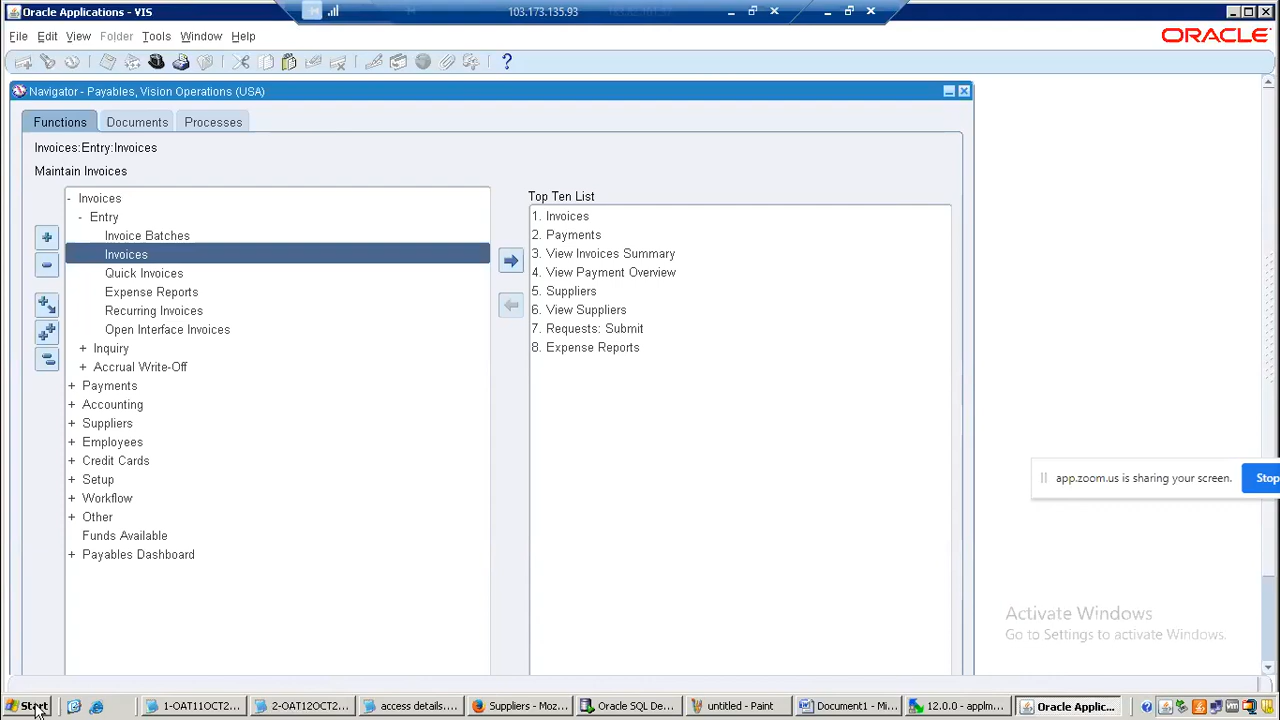 Oracle Applications - VIS
103.173.135.93
File Edit View Folder Tools Window Help
ORACLE
Navigator - Payables, Vision Operations (USA)
Functions Documents Processes
Invoices:Entry:Invoices
Maintain Invoices
- Invoices
- Entry
Invoice Batches
Invoices
Quick Invoices
Expense Reports
Recurring Invoices
Open Interface Invoices
+ Inquiry
+ Accrual Write-Off
+ Payments
+ Accounting
+ Suppliers
+ Employees
+ Credit Cards
+ Setup
+ Workflow
+ Other
Funds Available
+ Payables Dashboard
Top Ten List
1. Invoices
2. Payments
3. View Invoices Summary
4. View Payment Overview
5. Suppliers
6. View Suppliers
7. Requests: Submit
8. Expense Reports
app.zoom.us is sharing your screen. Stop
Activate Windows
Go to Settings to activate Windows.
Start 1-OAT11OCT2... 2-OAT12OCT2... access details.... Suppliers - Mo... Oracle SQL De... untitled - Paint Document1 - Mi... 12.0.0 - applm... Oracle Applic...